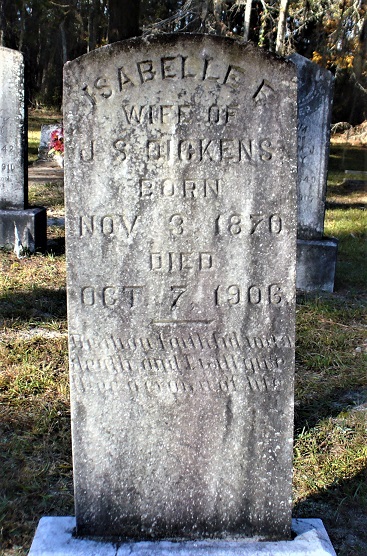 ISABELLE F.
WIFE OF
J. S. DICKENS
BORN
NOV. 3. 1870
DIED
OCT. 7. 1906.
Be thou faithful unto
death and I will give
thee a crown of life